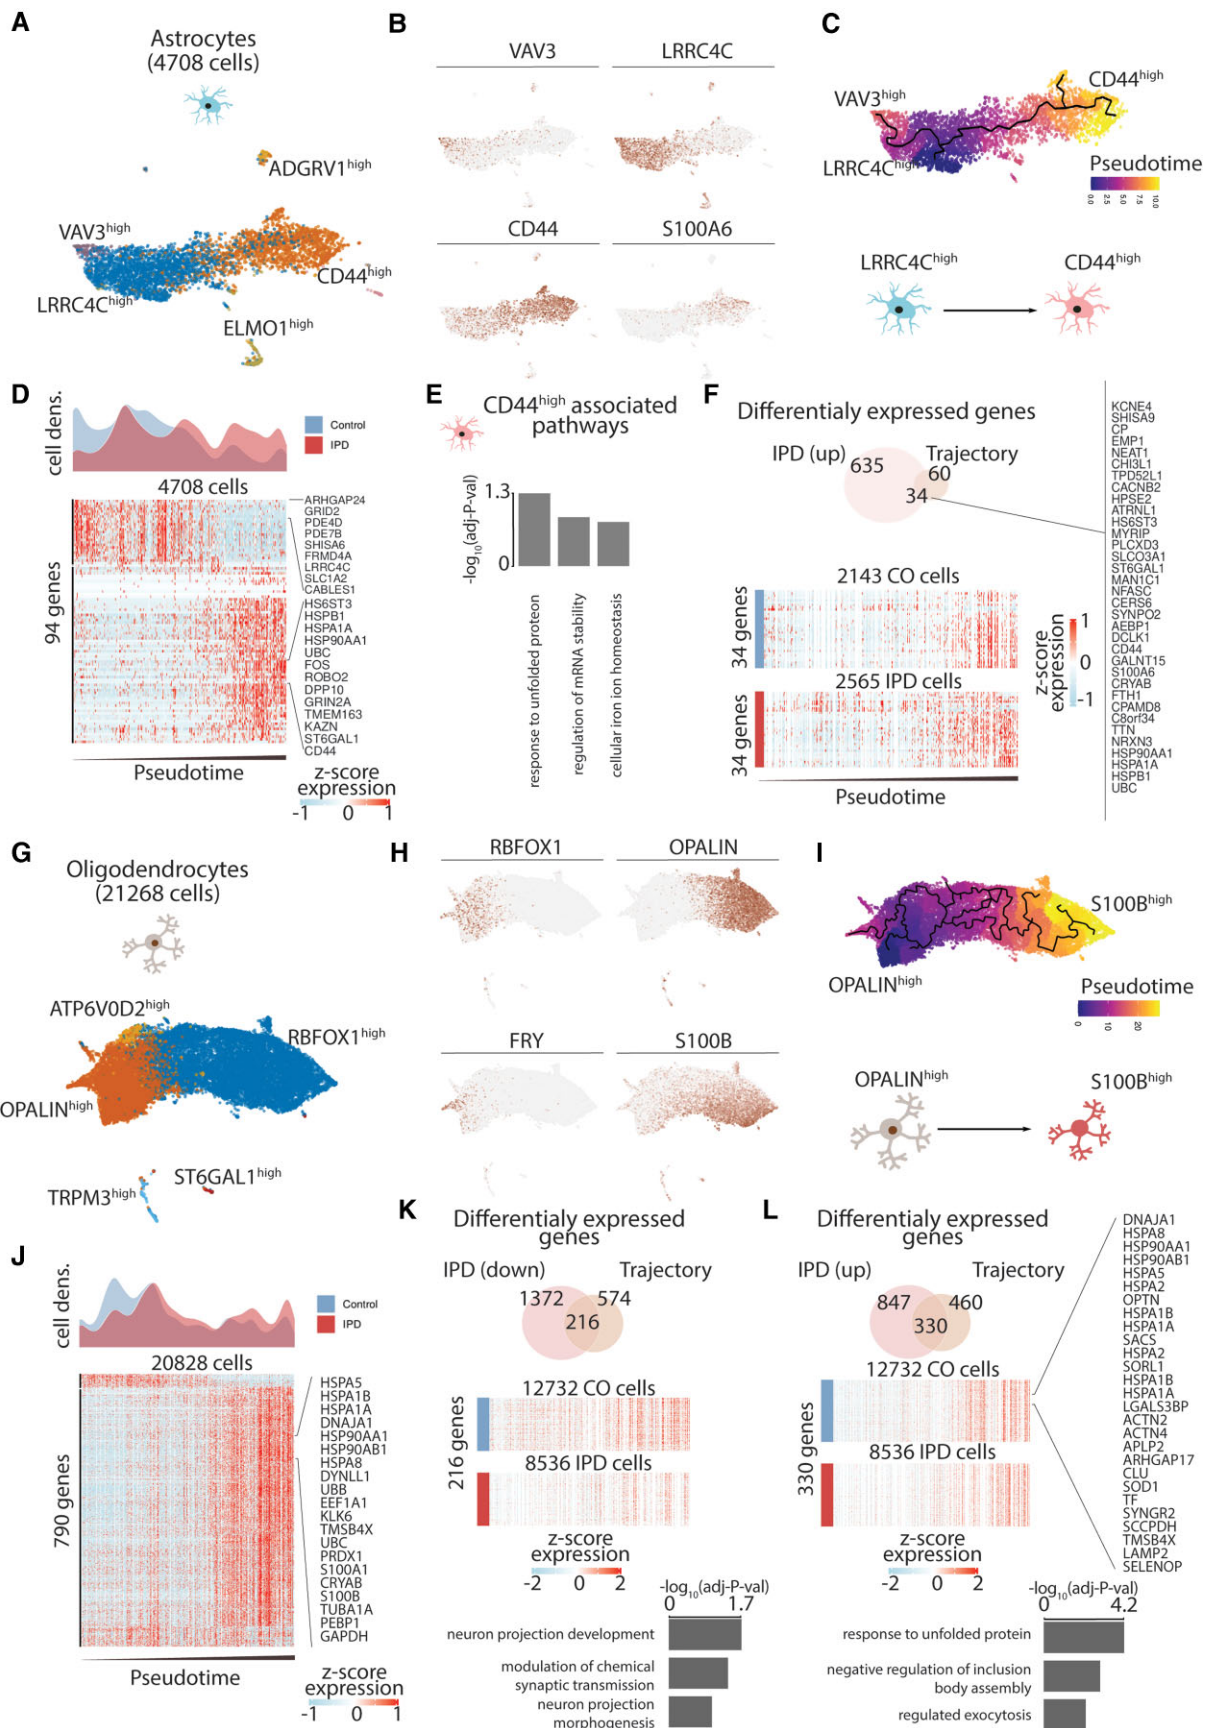 A
Astrocytes
(4708 cells)
ADGRV1high
VAV3high
CD44high
LRRC4Chigh
ELMO1high
B
VAV3
LRRC4C
CD44
S100A6
C
CD44high
VAV3high
LRRC4Chigh
Pseudotime
0.0
2.5
5.0
7.5
10.0
LRRC4Chigh
CD44high
D
cell dens.
Control
IPD
4708 cells
94 genes
ARHGAP24
GRID2
PDE4D
PDE7B
SHISA6
FRMD4A
LRRC4C
SLC1A2
CABLES1
HS6ST3
HSPB1
HSPA1A
HSP90AA1
UBC
FOS
ROBO2
DPP10
GRIN2A
TMEM163
KAZN
ST6GAL1
CD44
Pseudotime
z-score
expression
-1 0 1
E
CD44high associated
pathways
-log10(adj-P-val)
1.3
0
response to unfolded proteon
regulation of mRNA stability
cellular iron ion homeostasis
F
Differentialy expressed genes
IPD (up)
635
Trajectory
60
34
2143 CO cells
34 genes
2565 IPD cells
34 genes
Pseudotime
z-score
expression
1
0
-1
KCNE4
SHISA9
CP
EMP1
NEAT1
CHI3L1
TPD52L1
CACNB2
HPSE2
ATRNL1
HS6ST3
MYRIP
PLCXD3
SLCO3A1
ST6GAL1
MAN1C1
NFASC
CERS6
SYNPO2
AEBP1
DCLK1
CD44
GALNT15
S100A6
CRYAB
FTH1
CPAMD8
C8orf34
TTN
NRXN3
HSP90AA1
HSPA1A
HSPB1
UBC
G
Oligodendrocytes
(21268 cells)
ATP6V0D2high
RBFOX1high
OPALINhigh
ST6GAL1high
TRPM3high
H
RBFOX1
OPALIN
FRY
S100B
I
S100Bhigh
OPALINhigh
Pseudotime
0
10
20
OPALINhigh
S100Bhigh
J
cell dens.
Control
IPD
20828 cells
790 genes
HSPA5
HSPA1B
HSPA1A
DNAJA1
HSP90AA1
HSP90AB1
HSPA8
DYNLL1
UBB
EEF1A1
KLK6
TMSB4X
UBC
PRDX1
S100A1
CRYAB
S100B
TUBA1A
PEBP1
GAPDH
Pseudotime
z-score
expression
-1 0 1
K
Differentialy expressed
genes
IPD (down)
Trajectory
1372
574
216
12732 CO cells
216 genes
8536 IPD cells
z-score
expression
-2 0 2
-log10(adj-P-val)
0 1.7
neuron projection development
modulation of chemical
synaptic transmission
neuron projection
morphogenesis
L
Differentialy expressed
genes
IPD (up)
Trajectory
847
460
330
12732 CO cells
330 genes
8536 IPD cells
z-score
expression
-2 0 2
DNAJA1
HSPA8
HSP90AA1
HSP90AB1
HSPA5
HSPA2
OPTN
HSPA1B
HSPA1A
SACS
HSPA2
SORL1
HSPA1B
HSPA1A
LGALS3BP
ACTN2
ACTN4
APLP2
ARHGAP17
CLU
SOD1
TF
SYNGR2
SCCPDH
TMSB4X
LAMP2
SELENOP
-log10(adj-P-val)
0 4.2
response to unfolded protein
negative regulation of inclusion
body assembly
regulated exocytosis